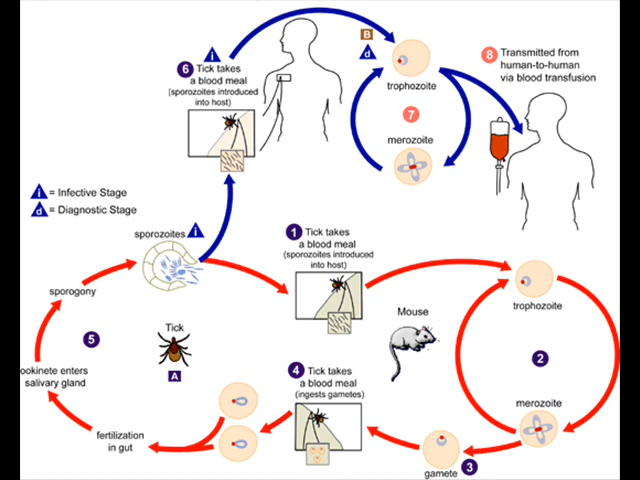 i
B
d
trophozoite
8 Transmitted from
human-to-human
via blood transfusion
6 Tick takes
a blood meal
(sporozoites introduced
into host)
7
merozoite
i = Infective Stage
d = Diagnostic Stage
sporozoites i
1 Tick takes
a blood meal
(sporozoites introduced
into host)
sporogony
trophozoite
Mouse
5
Tick
A
2
ookinete enters
salivary gland
4 Tick takes
a blood meal
(ingests gametes)
merozoite
fertilization
in gut
gamete 3